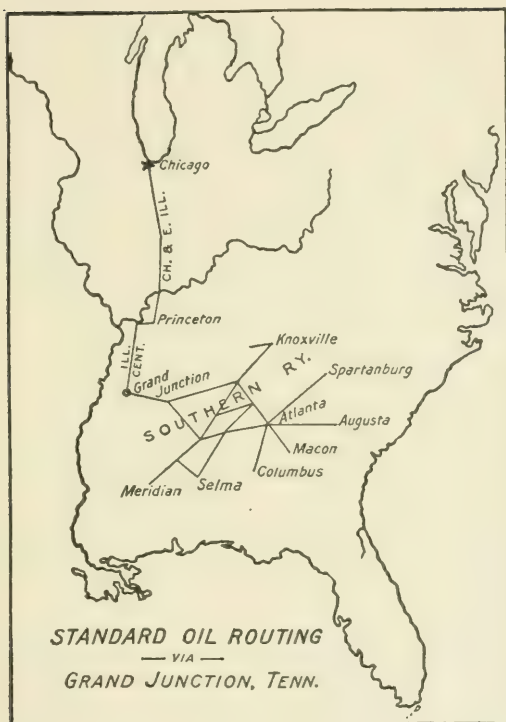 Chicago
CH. & E. ILL.
Princeton
ILL.
CENT.
Grand
Junction
Knoxville
SOUTHERN RY.
Spartanburg
Atlanta
Augusta
Macon
Columbus
Meridian
Selma
STANDARD OIL ROUTING
— VIA —
GRAND JUNCTION, TENN.